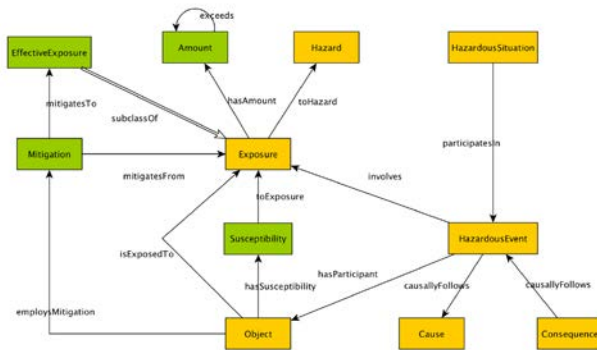 exceeds
EffectiveExposure
Amount
Hazard
HazardousSituation
mitigatesTo
hasAmount
toHazard
subclassOf
participatesIn
Mitigation
Exposure
mitigatesFrom
involves
toExposure
Susceptibility
HazardousEvent
isExposedTo
hasParticipant
hasSusceptibility
causallyFollows
causallyFollows
employsMitigation
Object
Cause
Consequence